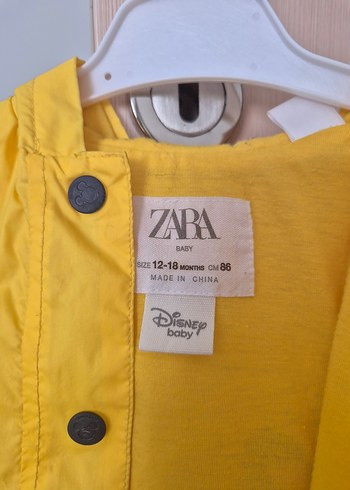 ZARA
BABY
SIZE 12-18 MONTHS CM 86
MADE IN CHINA
Disney
baby